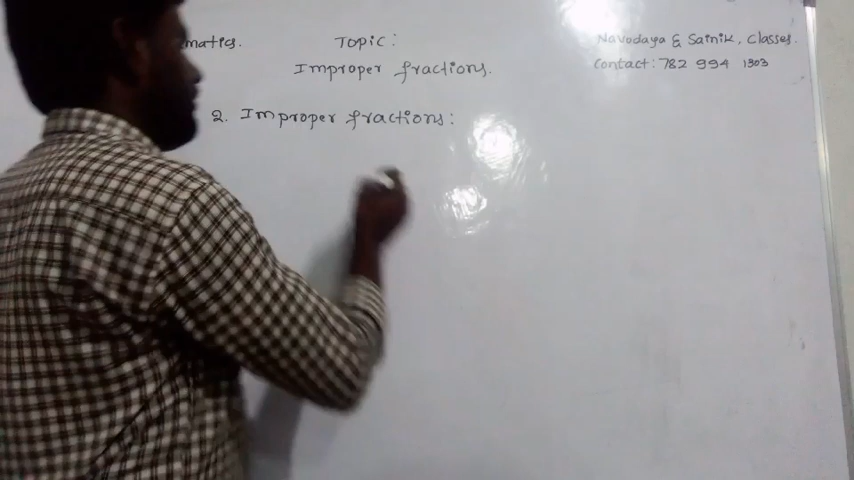 matics.
Topic:
Navodaya & Sainik, Classes.
Improper fractions.
Contact: 782 994 1303
2. Improper fractions: